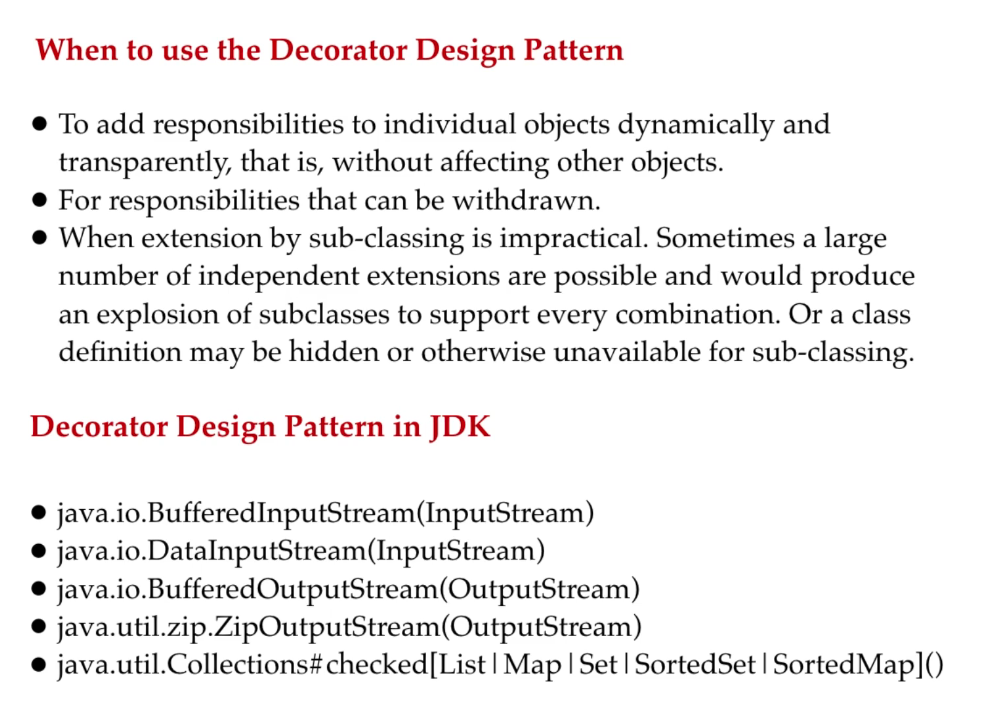 When to use the Decorator Design Pattern
● To add responsibilities to individual objects dynamically and
transparently, that is, without affecting other objects.
● For responsibilities that can be withdrawn.
● When extension by sub-classing is impractical. Sometimes a large
number of independent extensions are possible and would produce
an explosion of subclasses to support every combination. Or a class
definition may be hidden or otherwise unavailable for sub-classing.
Decorator Design Pattern in JDK
● java.io.BufferedInputStream(InputStream)
● java.io.DataInputStream(InputStream)
● java.io.BufferedOutputStream(OutputStream)
● java.util.zip.ZipOutputStream(OutputStream)
● java.util.Collections#checked[List|Map|Set|SortedSet|SortedMap]()